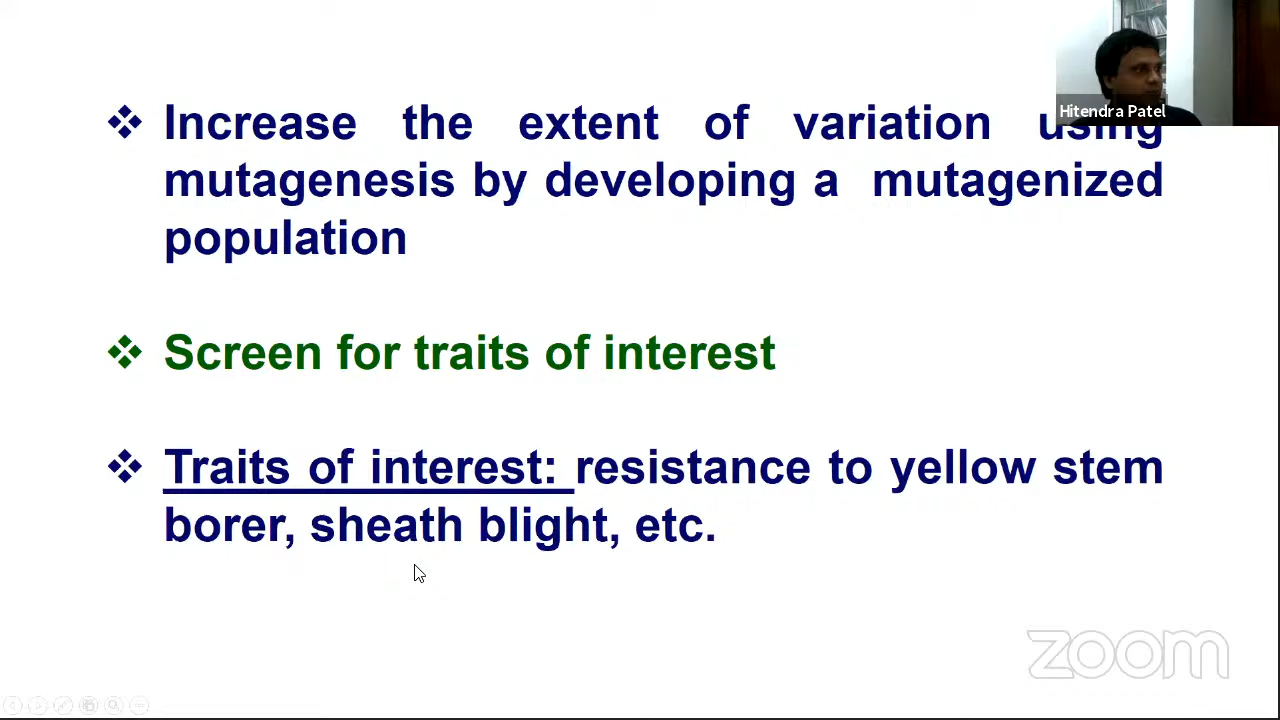 Hitendra Patel
❖ Increase the extent of variation using
mutagenesis by developing a mutagenized
population
❖ Screen for traits of interest
❖ Traits of interest: resistance to yellow stem
borer, sheath blight, etc.
zoom